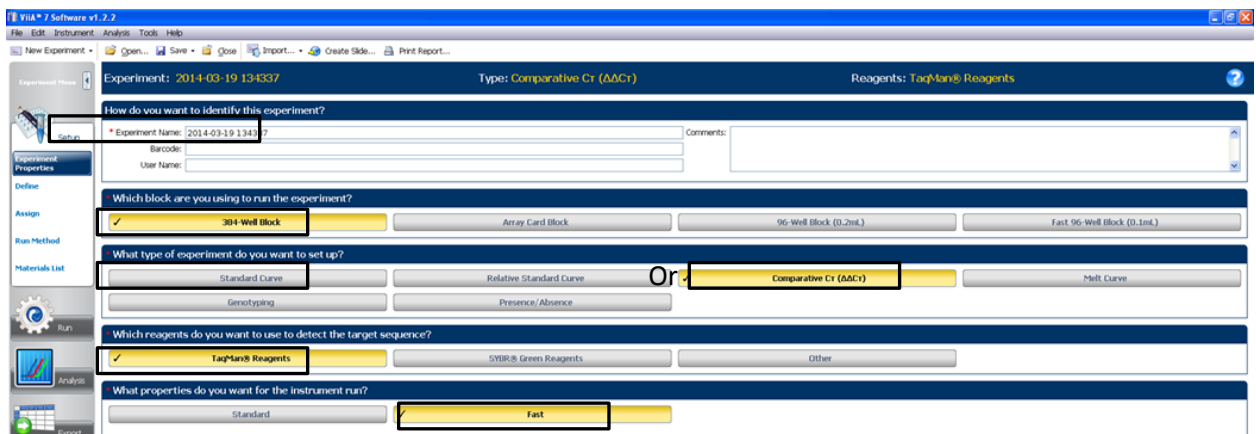 ViiA™ 7 Software v1.2.2
File Edit Instrument Analysis Tools Help
New Experiment Open... Save Close Import... Create Slide... Print Report...
Experiment Menu
Experiment: 2014-03-19 134337 Type: Comparative Cт (ΔΔCт) Reagents: TaqMan® Reagents ?
How do you want to identify this experiment?
Setup
* Experiment Name: 2014-03-19 134337 Comments:
Barcode:
User Name:
Experiment Properties
Define
* Which block are you using to run the experiment?
Assign
✓ 384-Well Block Array Card Block 96-Well Block (0.2mL) Fast 96-Well Block (0.1mL)
Run Method
* What type of experiment do you want to set up?
Materials List
Standard Curve Relative Standard Curve Or ✓ Comparative Cт (ΔΔCт) Melt Curve
Genotyping Presence/Absence
Run
* Which reagents do you want to use to detect the target sequence?
✓ TaqMan® Reagents SYBR® Green Reagents Other
Analysis
* What properties do you want for the instrument run?
Standard ✓ Fast
Export